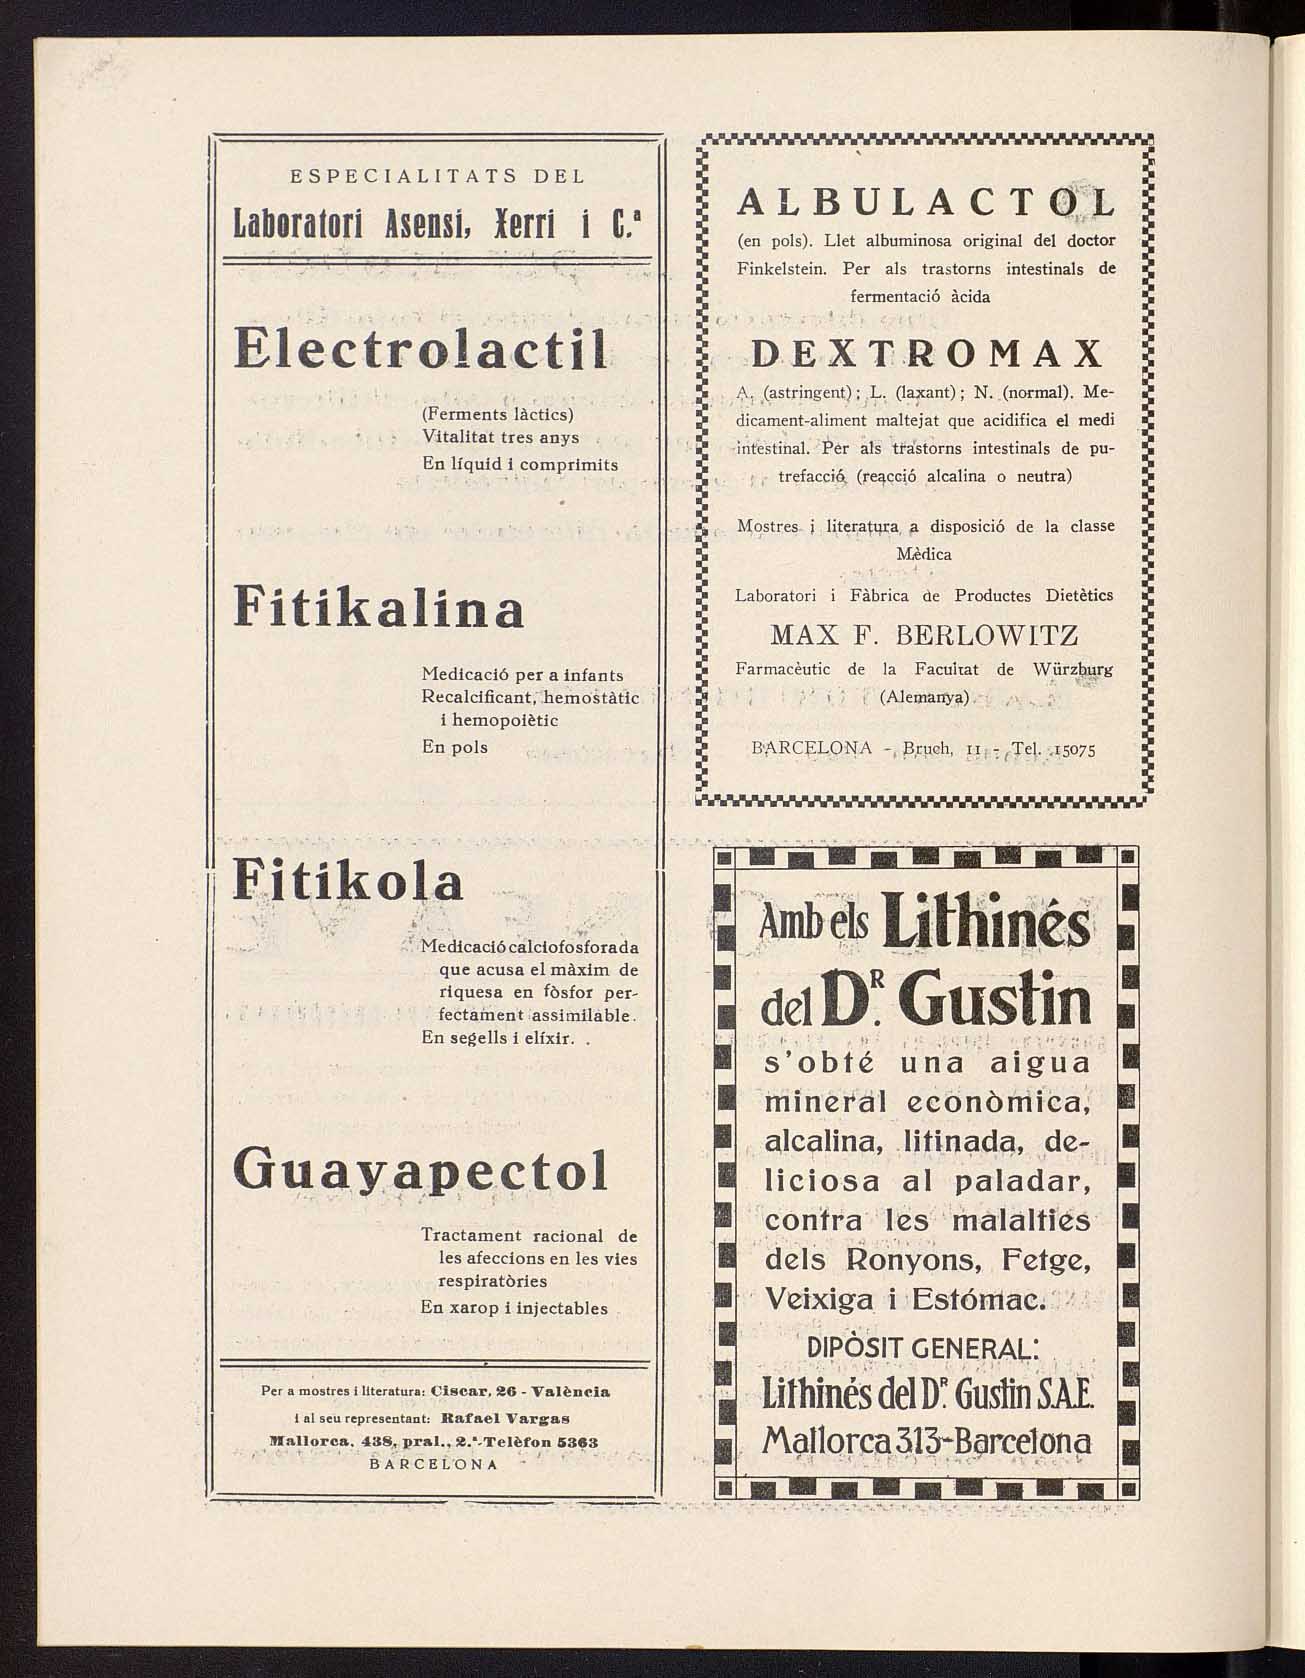 ESPECIALITATS DEL
Laboratori Asensi, Xerri i C.ª
Electrolactil
(Ferments làctics)
Vitalitat tres anys
En líquid i comprimits
Fitikalina
Medicació per a infants
Recalcificant, hemostàtic
i hemopoiètic
En pols
Fitikola
Medicació calciofosforada
que acusa el màxim de
riquesa en fòsfor per-
fectament assimilable.
En segells i elíxir.
Guayapectol
Tractament racional de
les afeccions en les vies
respiratòries
En xarop i injectables
Per a mostres i literatura: Ciscar, 26 - València
i al seu representant: Rafael Vargas
Mallorca, 438, pral., 2.ª-Telèfon 5363
BARCELONA
ALBULACTOL
(en pols). Llet albuminosa original del doctor
Finkelstein. Per als trastorns intestinals de
fermentació àcida
DEXTROMAX
A. (astringent); L. (laxant); N. (normal). Me-
dicament-aliment maltejat que acidifica el medi
intestinal. Per als trastorns intestinals de pu-
trefacció (reacció alcalina o neutra)
Mostres i literatura a disposició de la classe
Mèdica
Laboratori i Fàbrica de Productes Dietètics
MAX F. BERLOWITZ
Farmacèutic de la Facultat de Würzburg
(Alemanya)
BARCELONA - Bruch, 11 - Tel. 15075
Amb els Lithinés
del DR. Gustin
s'obté una aigua
mineral econòmica,
alcalina, litinada, de-
liciosa al paladar,
contra les malalties
dels Ronyons, Fetge,
Veixiga i Estómac.
DIPÒSIT GENERAL:
Lithinés del DR. Gustin S.A.E.
Mallorca 313-Barcelona